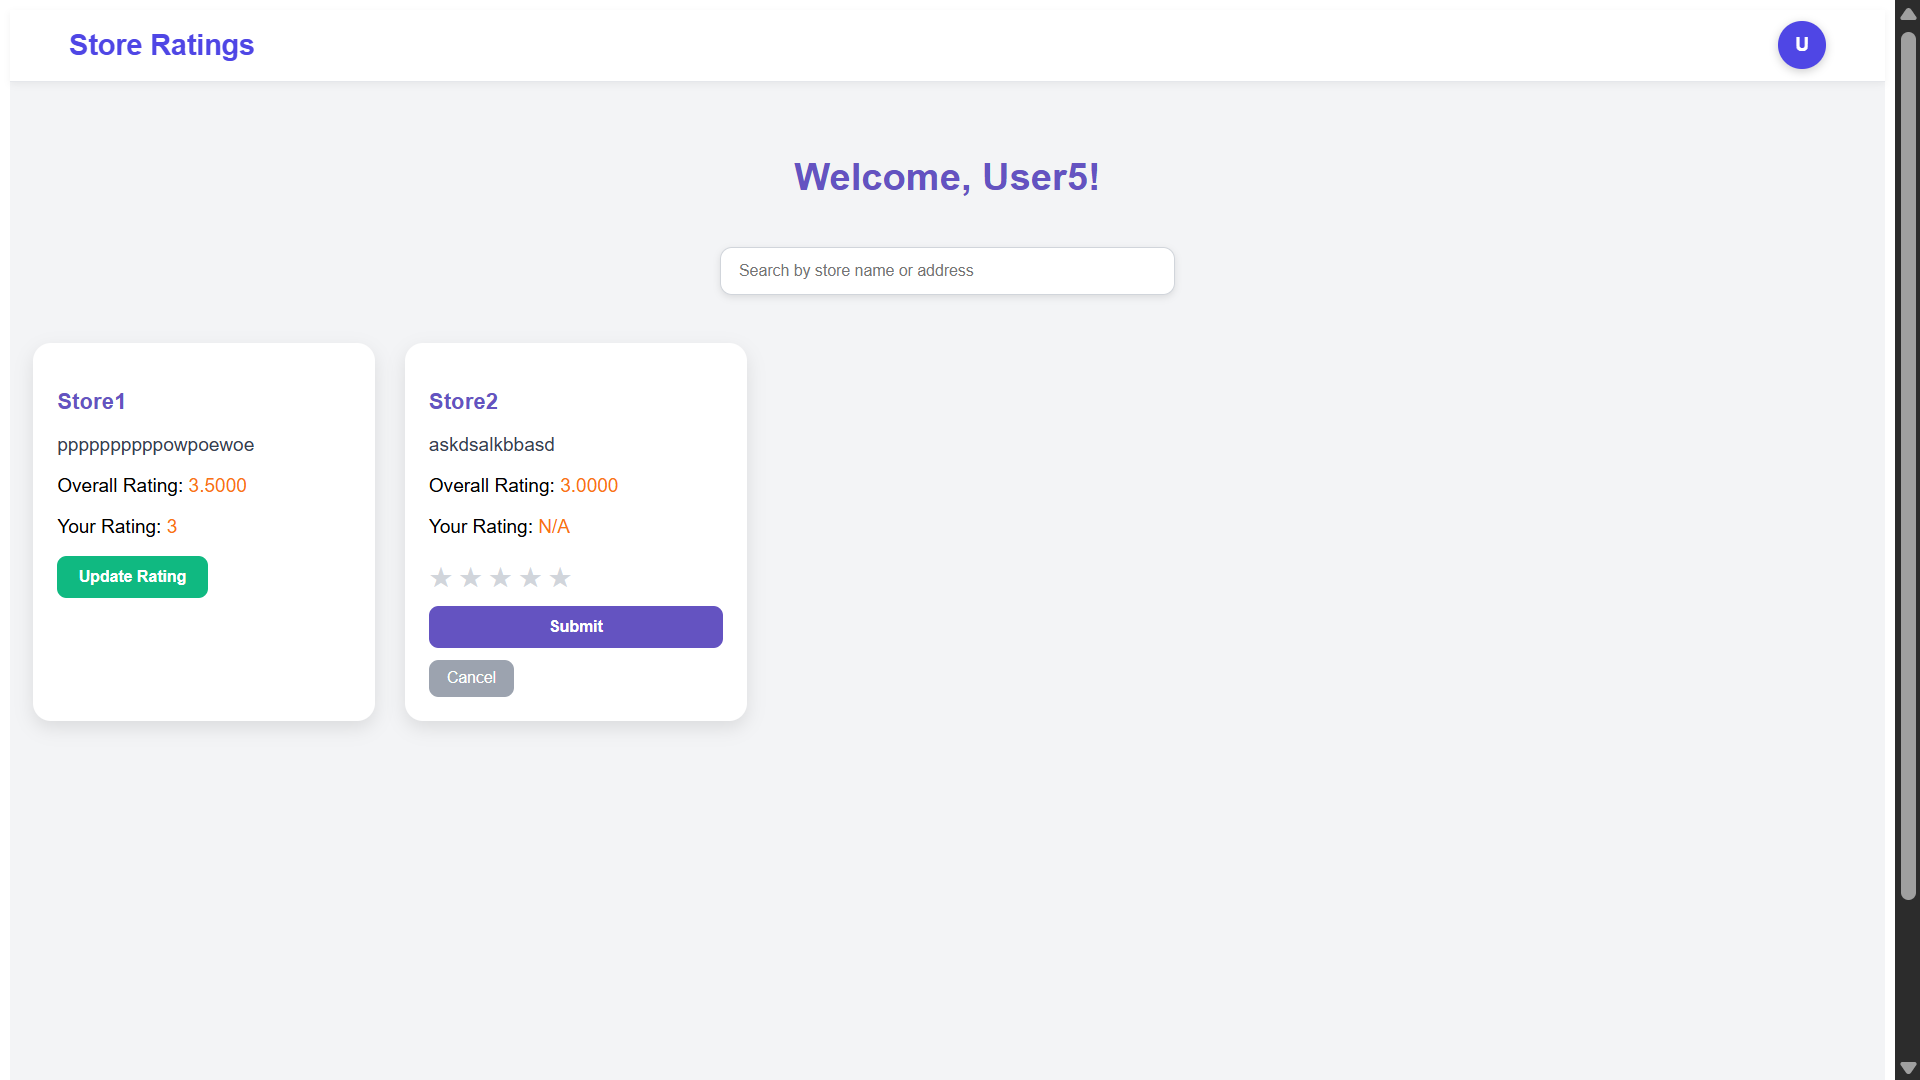 Store Ratings
U
Welcome, User5!
Search by store name or address
Store1
ppppppppppowpoewoe
Overall Rating: 3.5000
Your Rating: 3
Update Rating
Store2
askdsalkbbasd
Overall Rating: 3.0000
Your Rating: N/A
★ ★ ★ ★ ★
Submit
Cancel